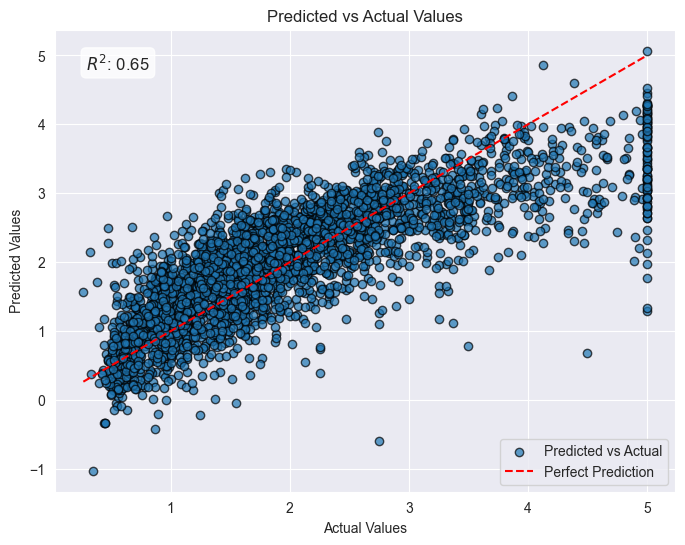 Predicted vs Actual Values
R²: 0.65
5
4
3
2
1
0
−1
Predicted Values
1
2
3
4
5
Actual Values
Predicted vs Actual
Perfect Prediction